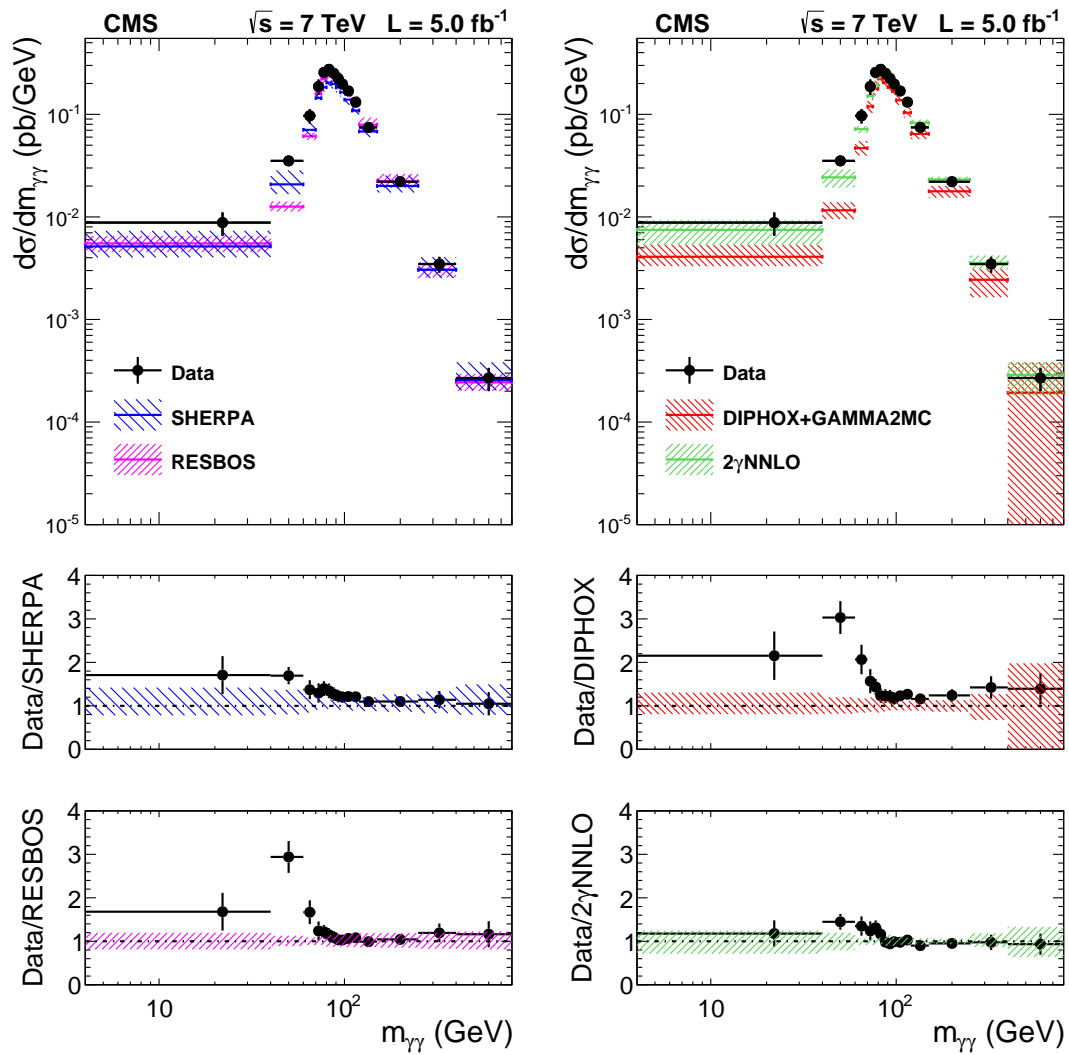 CMS √s = 7 TeV L = 5.0 fb⁻¹
dσ/dmγγ (pb/GeV)
10⁻¹
10⁻²
10⁻³
10⁻⁴
10⁻⁵
Data
SHERPA
RESBOS
CMS √s = 7 TeV L = 5.0 fb⁻¹
dσ/dmγγ (pb/GeV)
10⁻¹
10⁻²
10⁻³
10⁻⁴
10⁻⁵
Data
DIPHOX+GAMMA2MC
2γNNLO
Data/SHERPA
4
3
2
1
0
Data/DIPHOX
4
3
2
1
0
Data/RESBOS
4
3
2
1
0
10 10²
mγγ (GeV)
Data/2γNNLO
4
3
2
1
0
10 10²
mγγ (GeV)